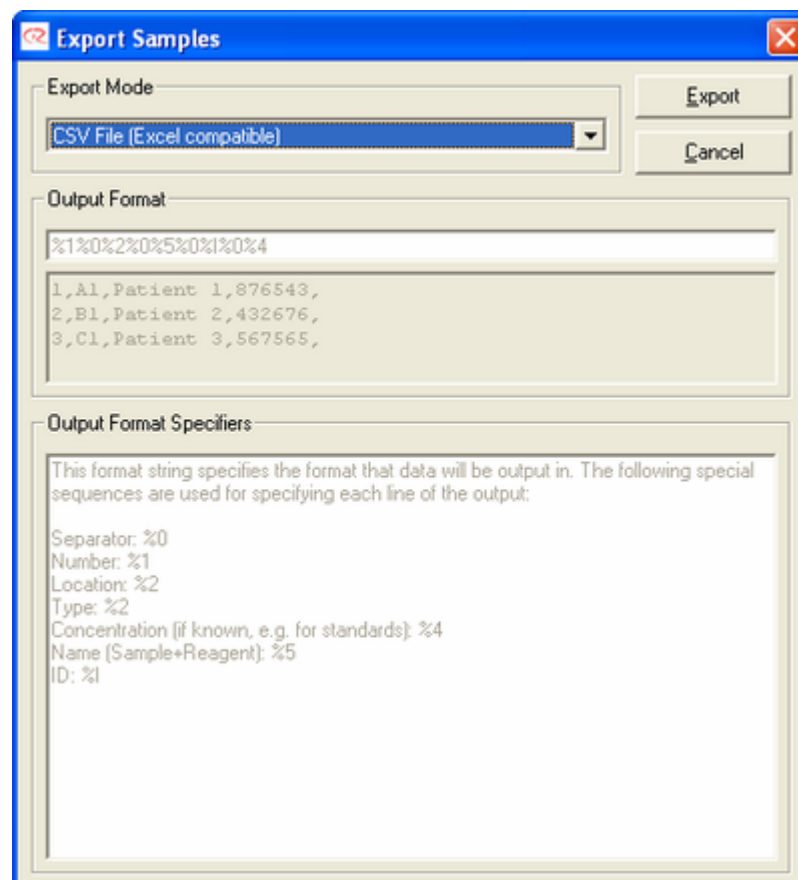 Export Samples
Export Mode
CSV File (Excel compatible)
Export
Cancel
Output Format
%1%0%2%0%5%0%I%0%4
1,A1,Patient 1,876543,
2,B1,Patient 2,432676,
3,C1,Patient 3,567565,
Output Format Specifiers
This format string specifies the format that data will be output in. The following special
sequences are used for specifying each line of the output:
Separator: %0
Number: %1
Location: %2
Type: %2
Concentration (if known, e.g. for standards): %4
Name (Sample+Reagent): %5
ID: %I